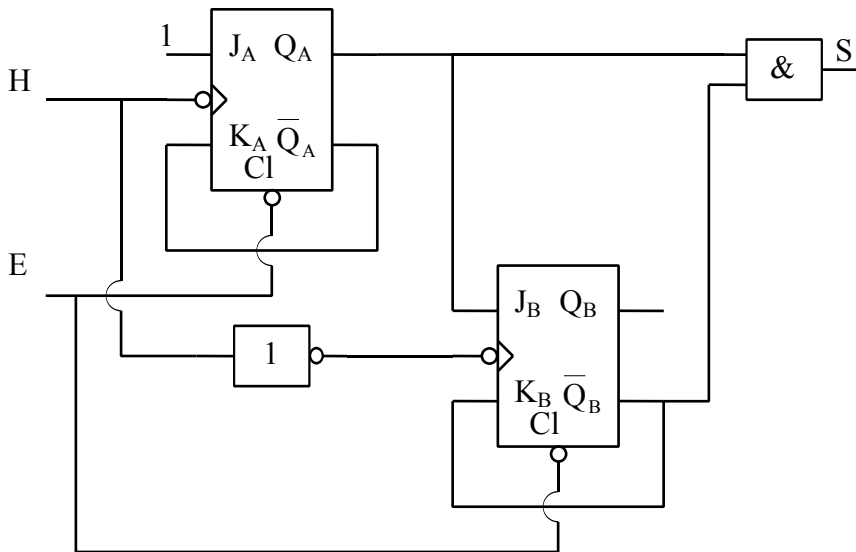 1
J_A Q_A
&
S
H
K_A Q̅_A
Cl
E
J_B Q_B
1
K_B Q̅_B
Cl